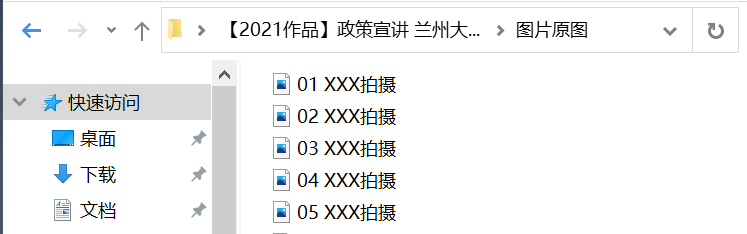 【2021作品】政策宣讲 兰州大... 图片原图
快速访问
桌面
下载
文档
01 XXX拍摄
02 XXX拍摄
03 XXX拍摄
04 XXX拍摄
05 XXX拍摄